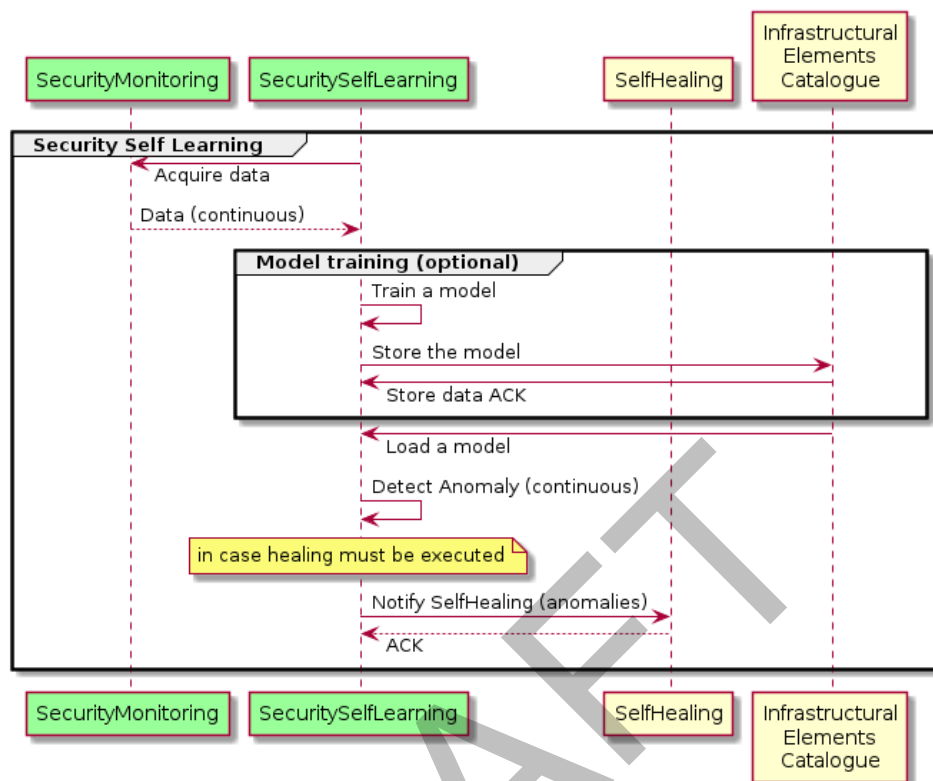 Infrastructural
Elements
Catalogue
SecurityMonitoring
SecuritySelfLearning
SelfHealing
Security Self Learning
Acquire data
Data (continuous)
Model training (optional)
Train a model
Store the model
Store data ACK
Load a model
Detect Anomaly (continuous)
in case healing must be executed
Notify SelfHealing (anomalies)
ACK
SecurityMonitoring
SecuritySelfLearning
SelfHealing
Infrastructural
Elements
Catalogue
AFT